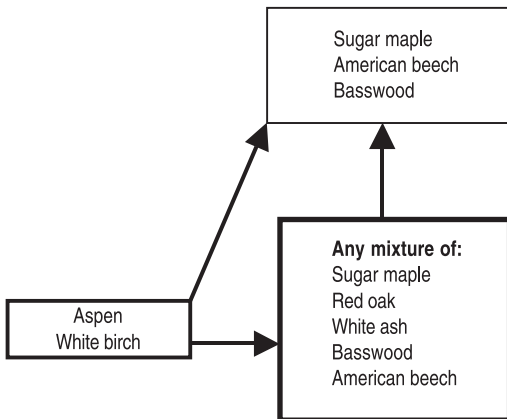 Sugar maple
American beech
Basswood
Any mixture of:
Sugar maple
Red oak
White ash
Basswood
American beech
Aspen
White birch